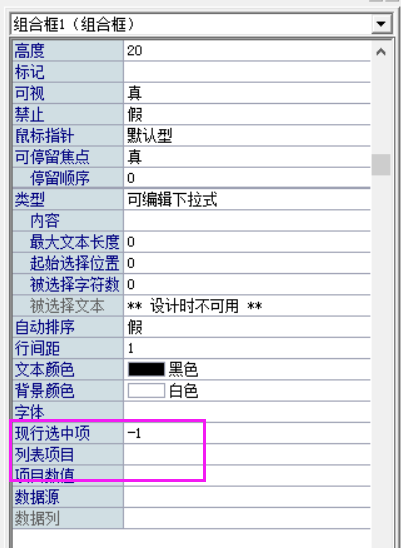 组合框1（组合框）
高度 20
标记
可视 真
禁止 假
鼠标指针 默认型
可停留焦点 真
停留顺序 0
类型 可编辑下拉式
内容
最大文本长度 0
起始选择位置 0
被选择字符数 0
被选择文本 ** 设计时不可用 **
自动排序 假
行间距 1
文本颜色 黑色
背景颜色 白色
字体
现行选中项 -1
列表项目
项目数值
数据源
数据列